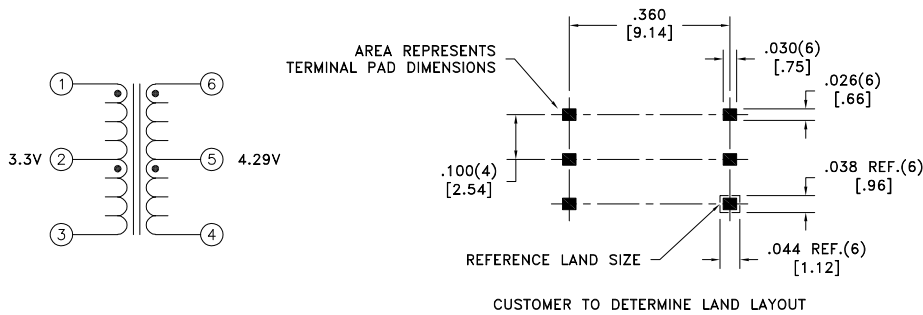 1
6
3.3V
2
5
4.29V
3
4
.360
[9.14]
AREA REPRESENTS
TERMINAL PAD DIMENSIONS
.030(6)
[.75]
.026(6)
[.66]
.100(4)
[2.54]
.038 REF.(6)
[.96]
REFERENCE LAND SIZE
.044 REF.(6)
[1.12]
CUSTOMER TO DETERMINE LAND LAYOUT